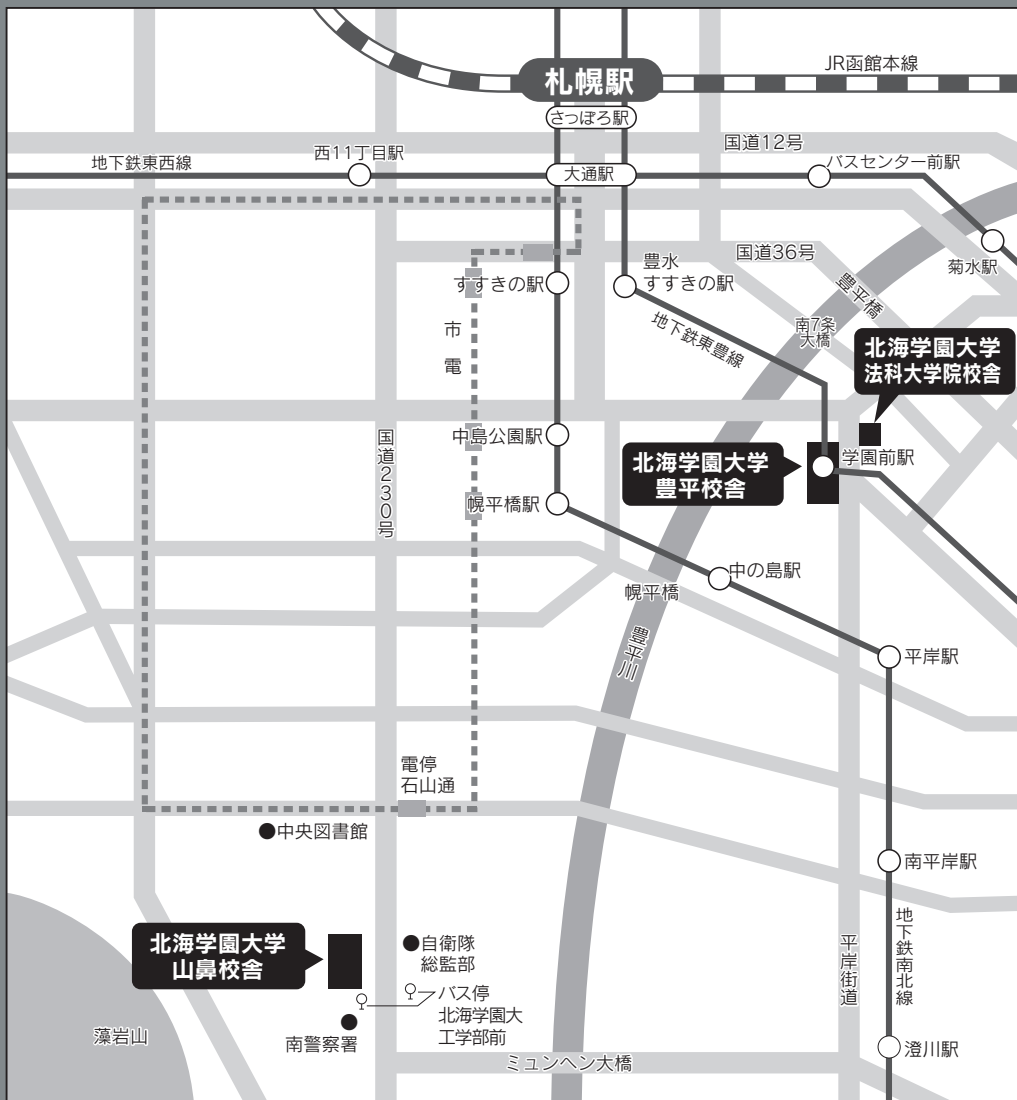 JR函館本線
札幌駅
さっぽろ駅
国道12号
西11丁目駅
地下鉄東西線
大通駅
バスセンター前駅
国道36号
菊水駅
豊水
すすきの駅
すすきの駅
豊平橋
南7条
大橋
地下鉄東豊線
市電
北海学園大学
法科大学院校舎
中島公園駅
国道230号
学園前駅
北海学園大学
豊平校舎
幌平橋駅
中の島駅
幌平橋
豊平川
平岸駅
電停
石山通
中央図書館
南平岸駅
地下鉄南北線
平岸街道
北海学園大学
山鼻校舎
自衛隊
総監部
バス停
北海学園大
工学部前
南警察署
藻岩山
澄川駅
ミュンヘン大橋